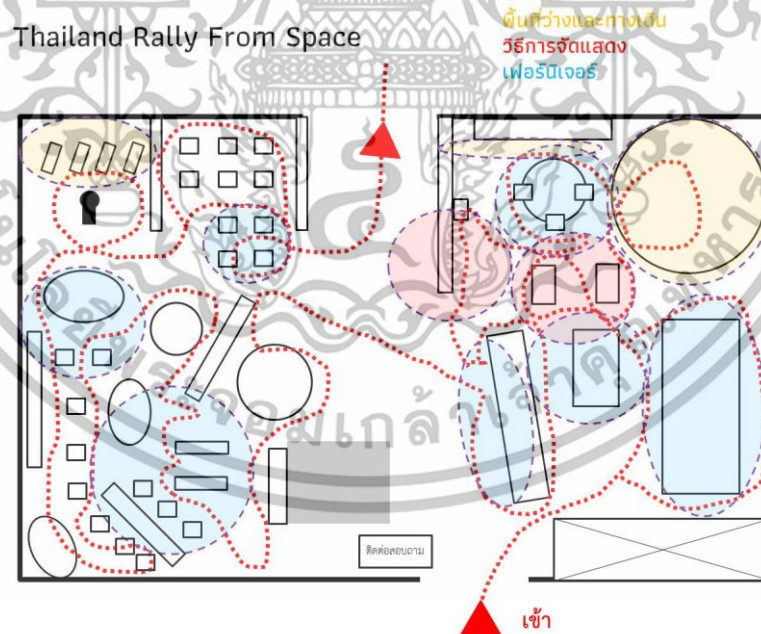 Thailand Rally From Space
พื้นที่ว่างและทางเดิน
วิธีการจัดแสดง
เฟอร์นิเจอร์
ติดต่อสอบถาม
เข้า